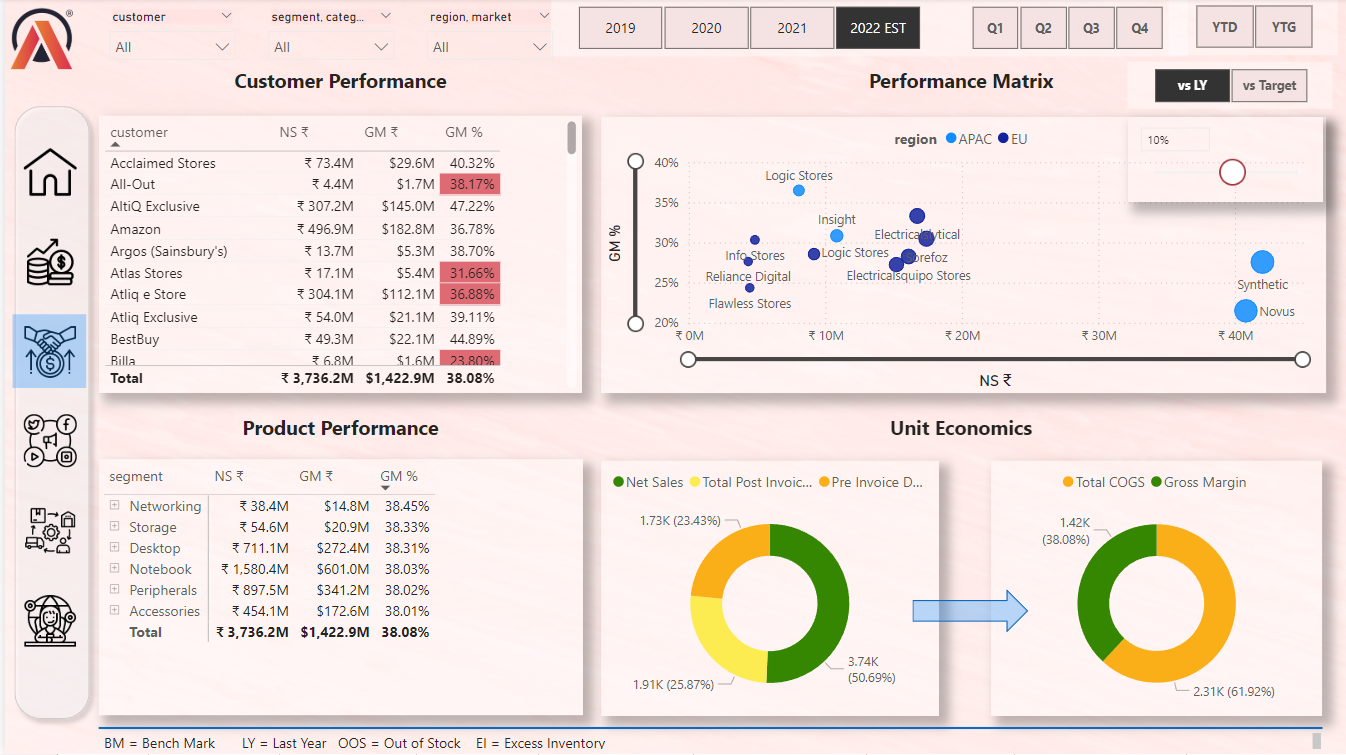 customer
segment, categ...
region, market
All
All
All
2019
2020
2021
2022 EST
Q1
Q2
Q3
Q4
YTD
YTG
Customer Performance
Performance Matrix
vs LY
vs Target
customer NS ₹ GM ₹ GM %
Acclaimed Stores ₹ 73.4M $29.6M 40.32%
All-Out ₹ 4.4M $1.7M 38.17%
AltiQ Exclusive ₹ 307.2M $145.0M 47.22%
Amazon ₹ 496.9M $182.8M 36.78%
Argos (Sainsbury's) ₹ 13.7M $5.3M 38.70%
Atlas Stores ₹ 17.1M $5.4M 31.66%
Atliq e Store ₹ 304.1M $112.1M 36.88%
Atliq Exclusive ₹ 54.0M $21.1M 39.11%
BestBuy ₹ 49.3M $22.1M 44.89%
Billa ₹ 6.8M $1.6M 23.80%
Total ₹ 3,736.2M $1,422.9M 38.08%
region APAC EU
10%
GM %
40%
35%
30%
25%
20%
Logic Stores
Insight
Info Stores
Logic Stores
Reliance Digital
Electricalsquipo Stores
Flawless Stores
Synthetic
Novus
₹ 0M
₹ 10M
₹ 20M
₹ 30M
₹ 40M
NS ₹
Product Performance
Unit Economics
segment NS ₹ GM ₹ GM %
Networking ₹ 38.4M $14.8M 38.45%
Storage ₹ 54.6M $20.9M 38.33%
Desktop ₹ 711.1M $272.4M 38.31%
Notebook ₹ 1,580.4M $601.0M 38.03%
Peripherals ₹ 897.5M $341.2M 38.02%
Accessories ₹ 454.1M $172.6M 38.01%
Total ₹ 3,736.2M $1,422.9M 38.08%
Net Sales Total Post Invoic... Pre Invoice D...
1.73K (23.43%)
3.74K
(50.69%)
1.91K (25.87%)
Total COGS Gross Margin
1.42K
(38.08%)
2.31K (61.92%)
BM = Bench Mark LY = Last Year OOS = Out of Stock EI = Excess Inventory